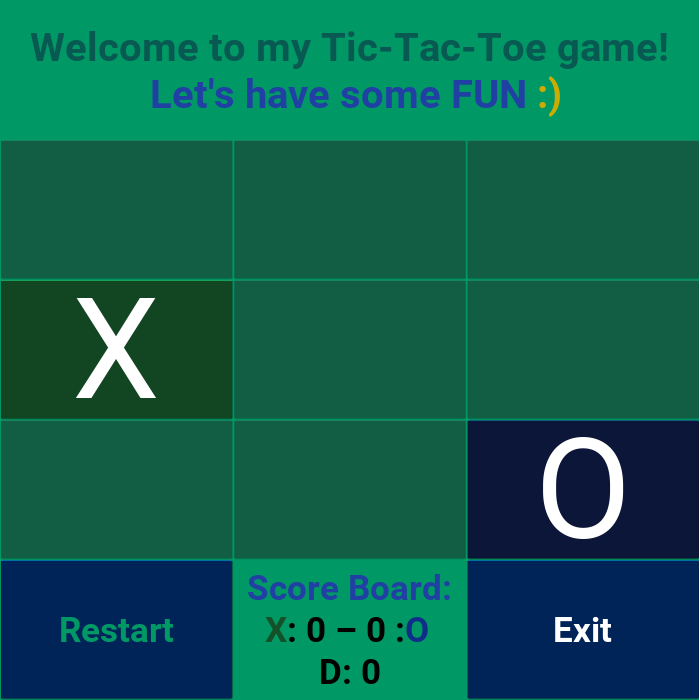 Welcome to my Tic-Tac-Toe game!
Let's have some FUN :)
X
O
Score Board:
Restart
X: 0 – 0 :O
Exit
D: 0